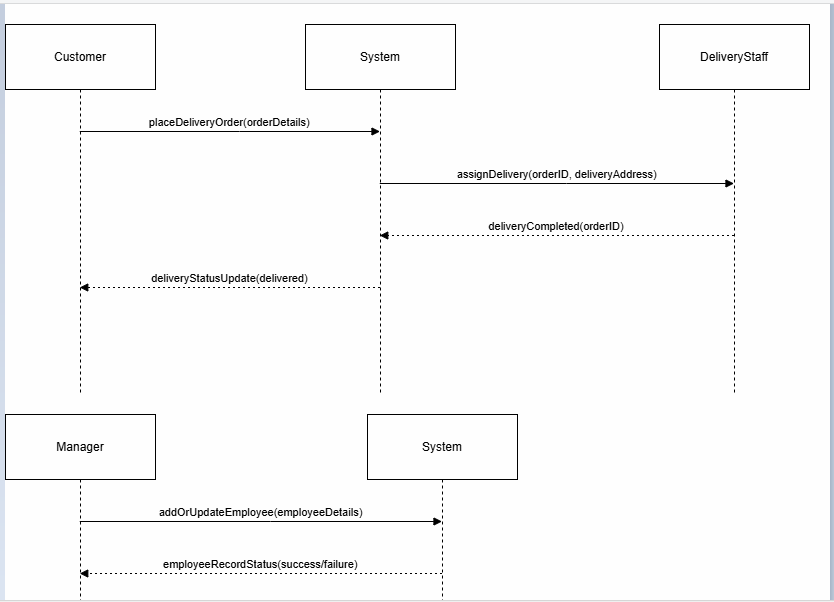 Customer
System
DeliveryStaff
placeDeliveryOrder(orderDetails)
assignDelivery(orderID, deliveryAddress)
deliveryCompleted(orderID)
deliveryStatusUpdate(delivered)
Manager
System
addOrUpdateEmployee(employeeDetails)
employeeRecordStatus(success/failure)